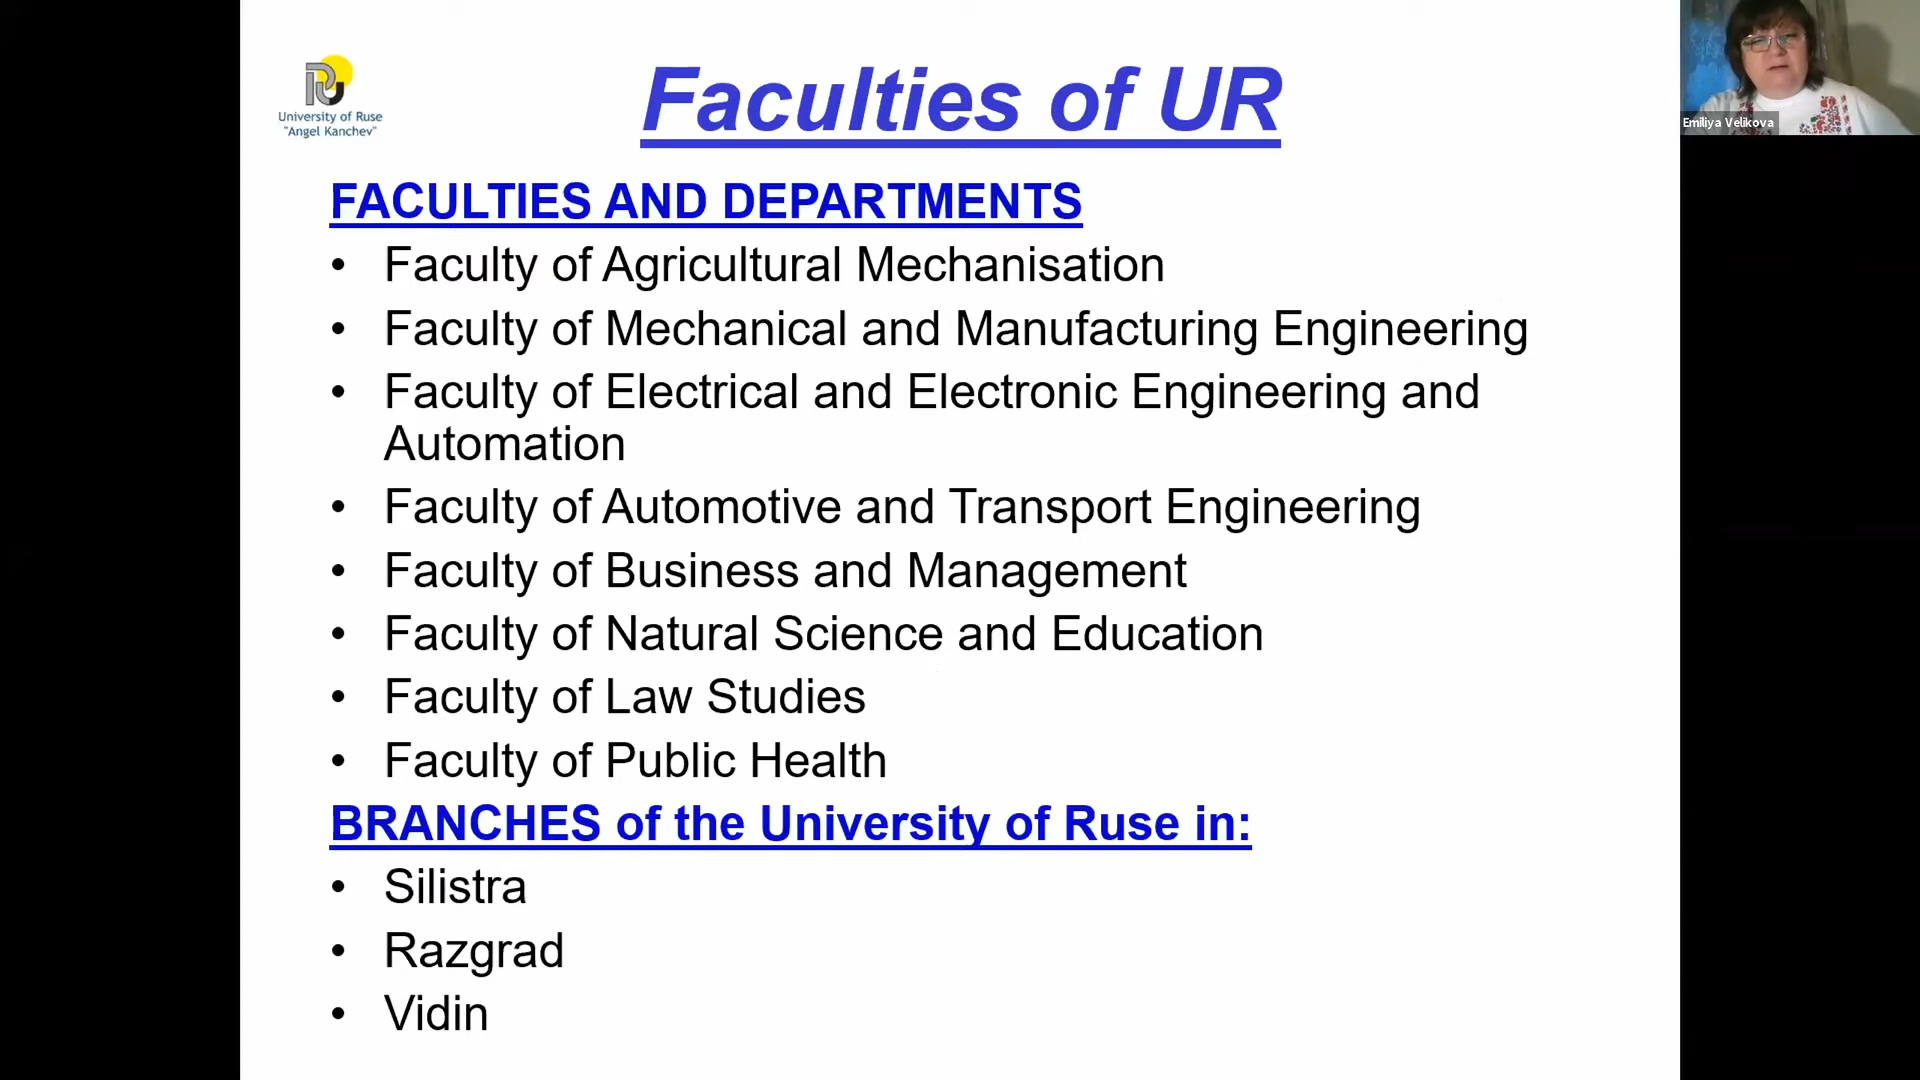 University of Ruse
"Angel Kanchev"
Faculties of UR
Emiliya Velikova
FACULTIES AND DEPARTMENTS
• Faculty of Agricultural Mechanisation
• Faculty of Mechanical and Manufacturing Engineering
• Faculty of Electrical and Electronic Engineering and
Automation
• Faculty of Automotive and Transport Engineering
• Faculty of Business and Management
• Faculty of Natural Science and Education
• Faculty of Law Studies
• Faculty of Public Health
BRANCHES of the University of Ruse in:
• Silistra
• Razgrad
• Vidin